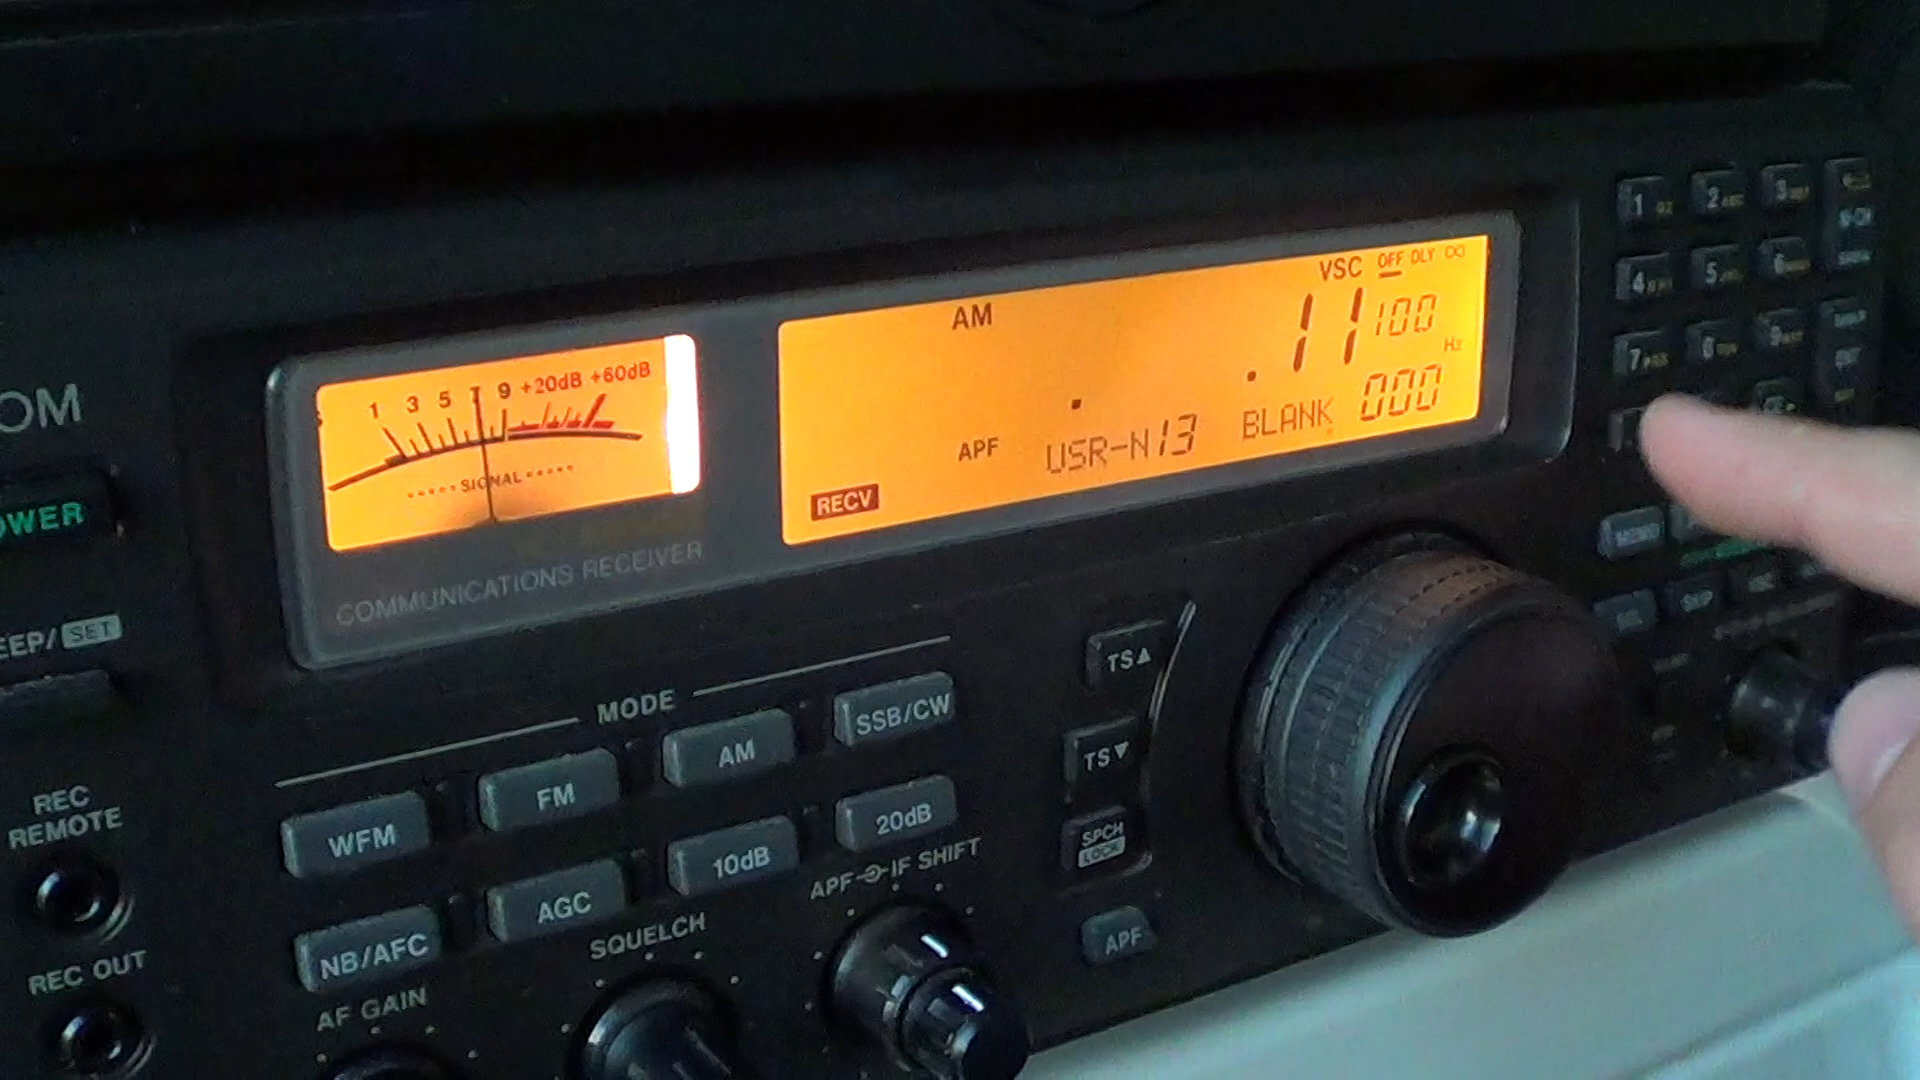 VSC OFF DLY
AM
.11 100
Hz
APF USR-N13 BLANK 000
RECV
1 3 5 7 9 +20dB +60dB
SIGNAL
COMMUNICATIONS RECEIVER
OM
OWER
EEP/SET
REC
REMOTE
REC OUT
MODE
WFM FM AM SSB/CW
NB/AFC AGC 10dB 20dB
AF GAIN
SQUELCH
APF IF SHIFT
TS▲
TS▼
SPCH
LOCK
APF
1 2 3
4 5 6
7 8 9